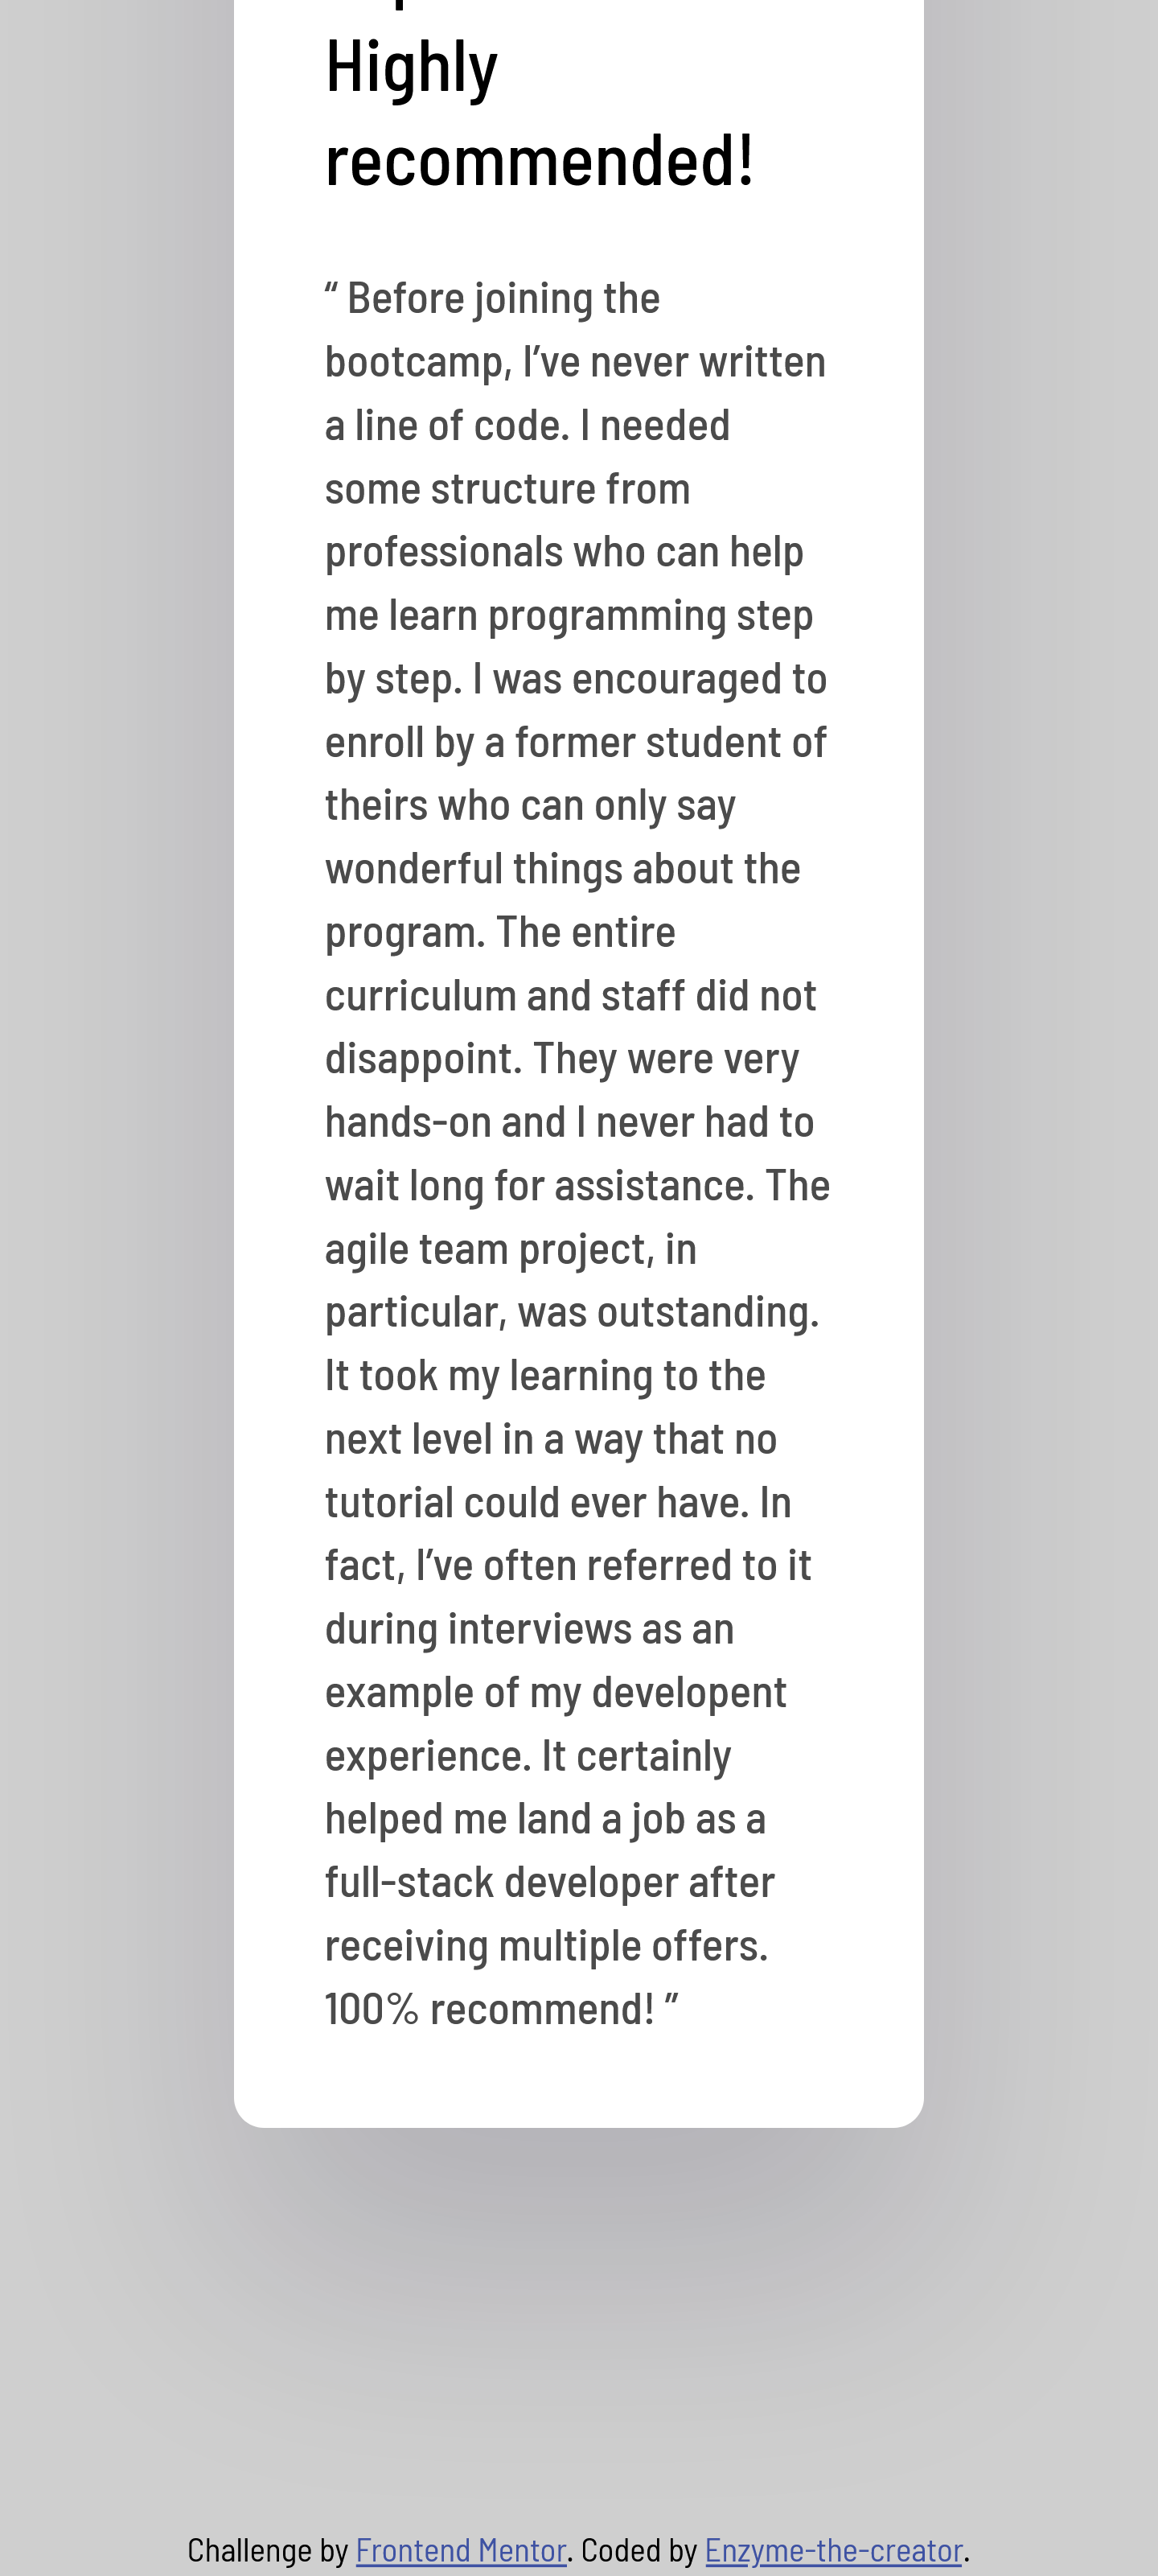 Highly
recommended!
“ Before joining the
bootcamp, I’ve never written
a line of code. I needed
some structure from
professionals who can help
me learn programming step
by step. I was encouraged to
enroll by a former student of
theirs who can only say
wonderful things about the
program. The entire
curriculum and staff did not
disappoint. They were very
hands-on and I never had to
wait long for assistance. The
agile team project, in
particular, was outstanding.
It took my learning to the
next level in a way that no
tutorial could ever have. In
fact, I’ve often referred to it
during interviews as an
example of my developent
experience. It certainly
helped me land a job as a
full-stack developer after
receiving multiple offers.
100% recommend! ”
Challenge by Frontend Mentor. Coded by Enzyme-the-creator.